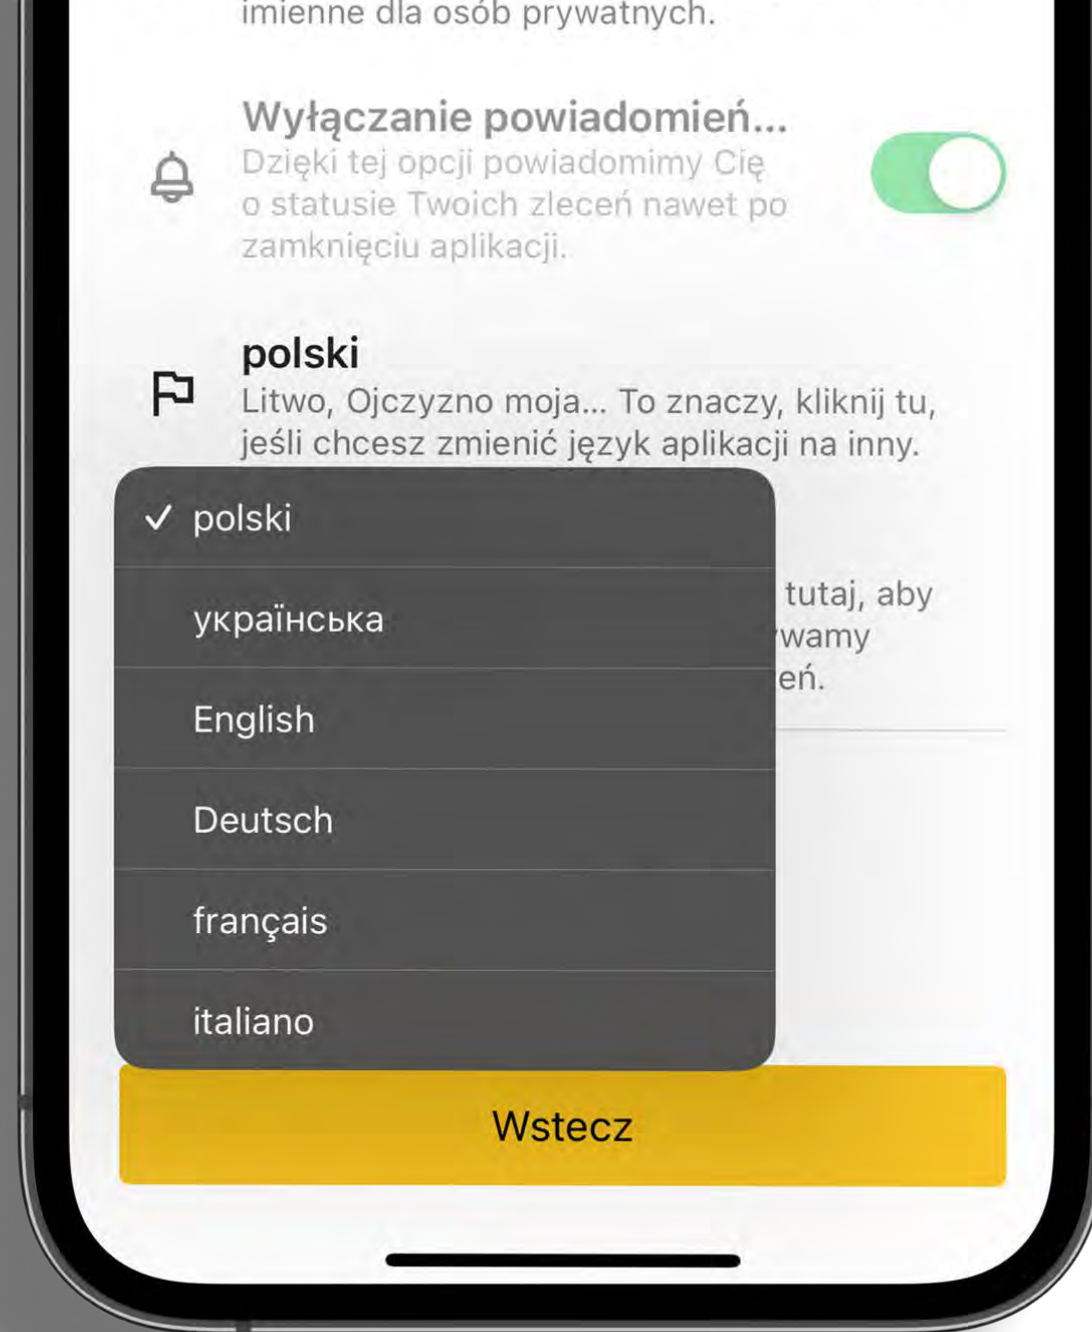 imienne dla osób prywatnych.
Wyłączanie powiadomień...
Dzięki tej opcji powiadomimy Cię
o statusie Twoich zleceń nawet po
zamknięciu aplikacji.
polski
Litwo, Ojczyzno moja... To znaczy, kliknij tu,
jeśli chcesz zmienić język aplikacji na inny.
polski
українська
English
Deutsch
français
italiano
tutaj, aby
wamy
eń.
Wstecz